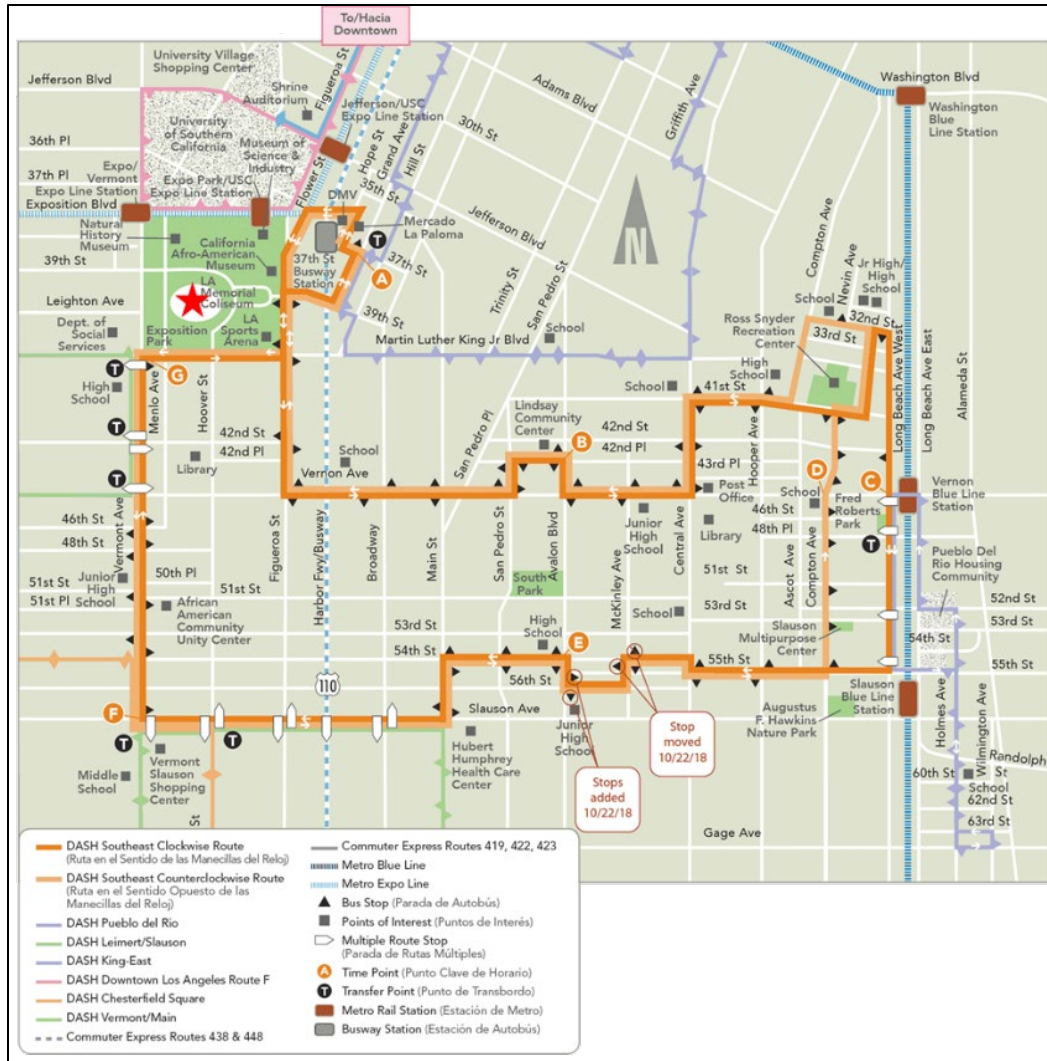 To/Hacia
Downtown
University Village
Shopping Center
Jefferson Blvd
Shrine
Auditorium
Figueroa St
Adams Blvd
Griffith Ave
Washington Blvd
Washington
Blue
Line Station
Jefferson/USC
Expo Line Station
University
of Southern
California
36th Pl
Museum of
Science &
Industry
Hope St
Grand Ave
Hill St
30th St
Expo/
Vermont
Expo Line Station
37th Pl
Exposition Blvd
Expo Park/USC
Expo Line Station
Flower St
35th St
DMV
Mercado
La Paloma
Jefferson Blvd
N
Compton Ave
Nevin Ave
Jr High/
High
School
Natural
History
Museum
California
Afro-American
Museum
37th St
Busway
Station
T
37th St
A
39th St
LA
Memorial
Coliseum
Leighton Ave
Exposition
Park
LA
Sports
Arena
39th St
Trinity St
San Pedro St
School
Martin Luther King Jr Blvd
School
32nd St
33rd St
Ross Snyder
Recreation
Center
Long Beach Ave West
Long Beach Ave East
Alameda St
Dept. of
Social
Services
T
G
High
School
Menlo Ave
Hoover St
High
School
School
41st St
T
42nd St
42nd Pl
Library
School
Vernon Ave
San Pedro Pl
Lindsay
Community
Center
42nd St
42nd Pl
B
43rd Pl
Hooper Ave
D
C
Vernon
Blue Line
Station
T
Post
Office
School
46th St
Fred
Roberts
Park
48th Pl
T
Vermont Ave
46th St
48th St
Figueroa St
Harbor Fwy/Busway
Broadway
Main St
San Pedro St
Avalon Blvd
Junior
High
School
McKinley Ave
Central Ave
Library
51st St
Ascot Ave
Compton Ave
Pueblo Del
Rio Housing
Community
51st St
Junior
High
School
51st Pl
50th Pl
51st St
South
Park
African
American
Community
Unity Center
School
53rd St
Slauson
Multipurpose
Center
52nd St
53rd St
54th St
55th St
53rd St
54th St
High
School
E
56th St
55th St
110
F
Slauson Ave
Junior
High
School
Stop
moved
10/22/18
Stops
added
10/22/18
Augustus
F. Hawkins
Nature Park
Slauson
Blue Line
Station
Holmes Ave
Wilmington Ave
Randolph
St
T
T
Vermont
Slauson
Shopping
Center
Middle
School
St
Hubert
Humphrey
Health Care
Center
60th St
School
62nd St
63rd St
Gage Ave
DASH Southeast Clockwise Route
(Ruta en el Sentido de las Manecillas del Reloj)
DASH Southeast Counterclockwise Route
(Ruta en el Sentido Opuesto de las
Manecillas del Reloj)
DASH Pueblo del Rio
DASH Leimert/Slauson
DASH King-East
DASH Downtown Los Angeles Route F
DASH Chesterfield Square
DASH Vermont/Main
Commuter Express Routes 438 & 448
Commuter Express Routes 419, 422, 423
Metro Blue Line
Metro Expo Line
Bus Stop (Parada de Autobús)
Points of Interest (Puntos de Interés)
Multiple Route Stop
(Parada de Rutas Múltiples)
A Time Point (Punto Clave de Horario)
T Transfer Point (Punto de Transbordo)
Metro Rail Station (Estación de Metro)
Busway Station (Estación de Autobús)